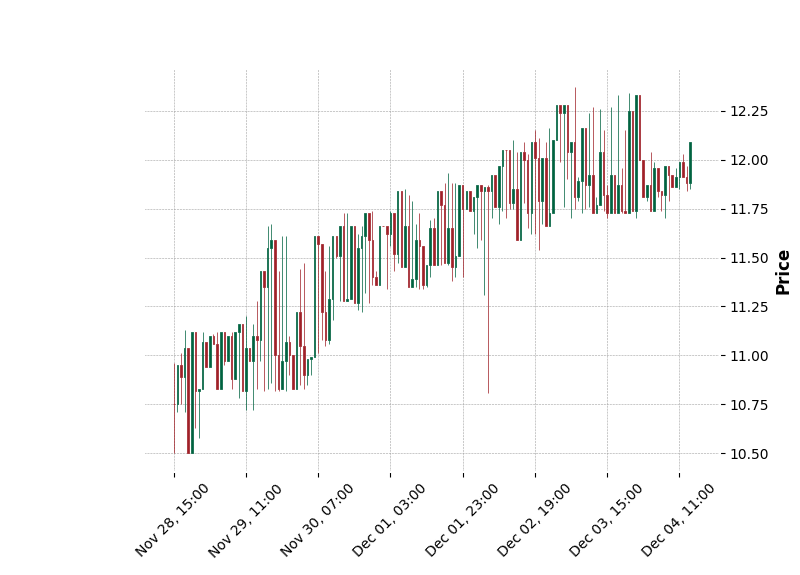 12.25
12.00
11.75
11.50
11.25
11.00
10.75
10.50
Price
Nov 28, 15:00
Nov 29, 11:00
Nov 30, 07:00
Dec 01, 03:00
Dec 01, 23:00
Dec 02, 19:00
Dec 03, 15:00
Dec 04, 11:00